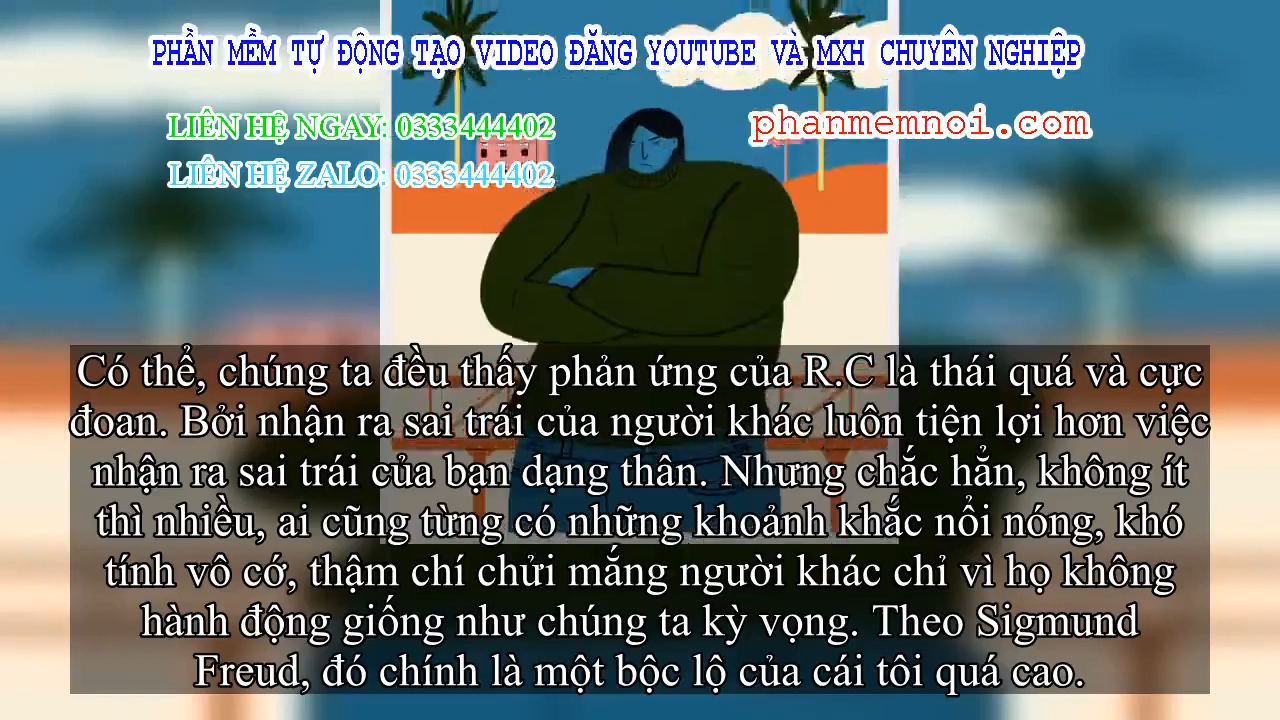 PHẦN MỀM TỰ ĐỘNG TẠO VIDEO ĐĂNG YOUTUBE VÀ MXH CHUYÊN NGHIỆP
LIÊN HỆ NGAY: 0333444402
phanmemnoi.com
LIÊN HỆ ZALO: 0333444402
Có thể, chúng ta đều thấy phản ứng của R.C là thái quá và cực
đoan. Bởi nhận ra sai trái của người khác luôn tiện lợi hơn việc
nhận ra sai trái của bạn dạng thân. Nhưng chắc hẳn, không ít
thì nhiều, ai cũng từng có những khoảnh khắc nổi nóng, khó
tính vô cớ, thậm chí chửi mắng người khác chỉ vì họ không
hành động giống như chúng ta kỳ vọng. Theo Sigmund
Freud, đó chính là một bộc lộ của cái tôi quá cao.